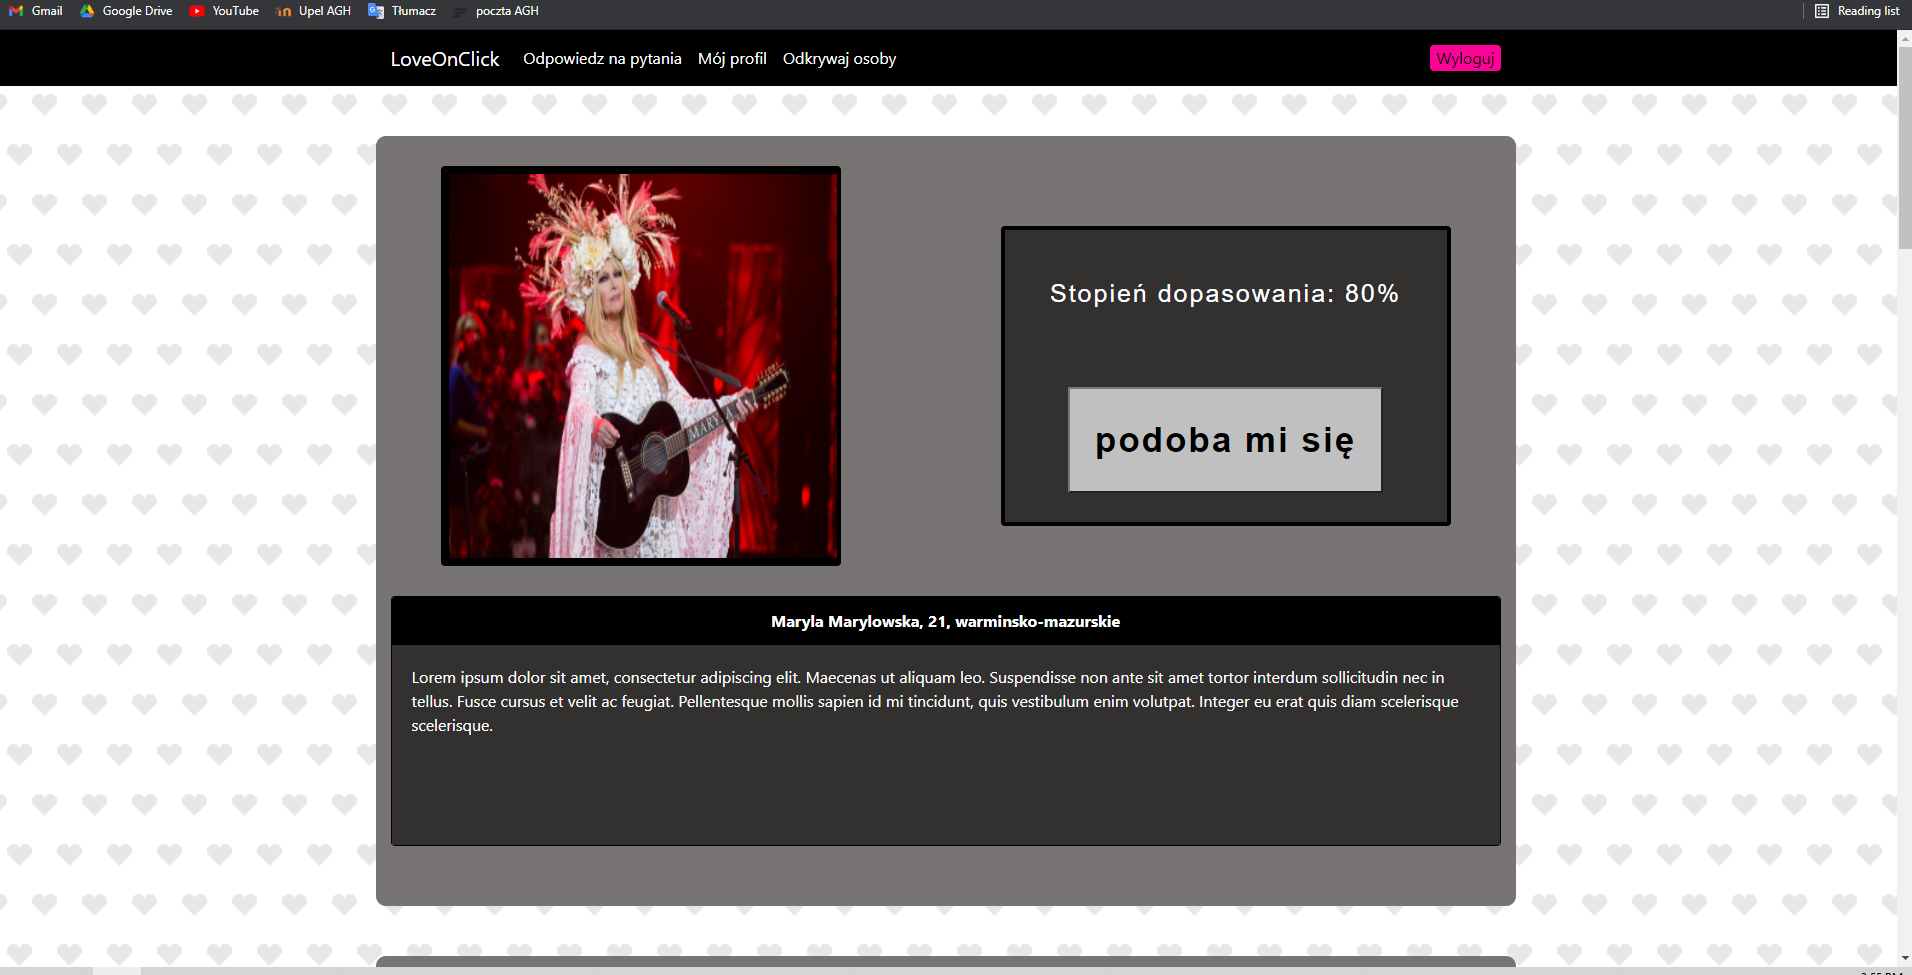 Gmail Google Drive YouTube Upel AGH Tłumacz poczta AGH Reading list
LoveOnClick Odpowiedz na pytania Mój profil Odkrywaj osoby Wyloguj
Stopień dopasowania: 80%
podoba mi się
MARYLA
Maryla Marylowska, 21, warminsko-mazurskie
Lorem ipsum dolor sit amet, consectetur adipiscing elit. Maecenas ut aliquam leo. Suspendisse non ante sit amet tortor interdum sollicitudin nec in
tellus. Fusce cursus et velit ac feugiat. Pellentesque mollis sapien id mi tincidunt, quis vestibulum enim volutpat. Integer eu erat quis diam scelerisque
scelerisque.